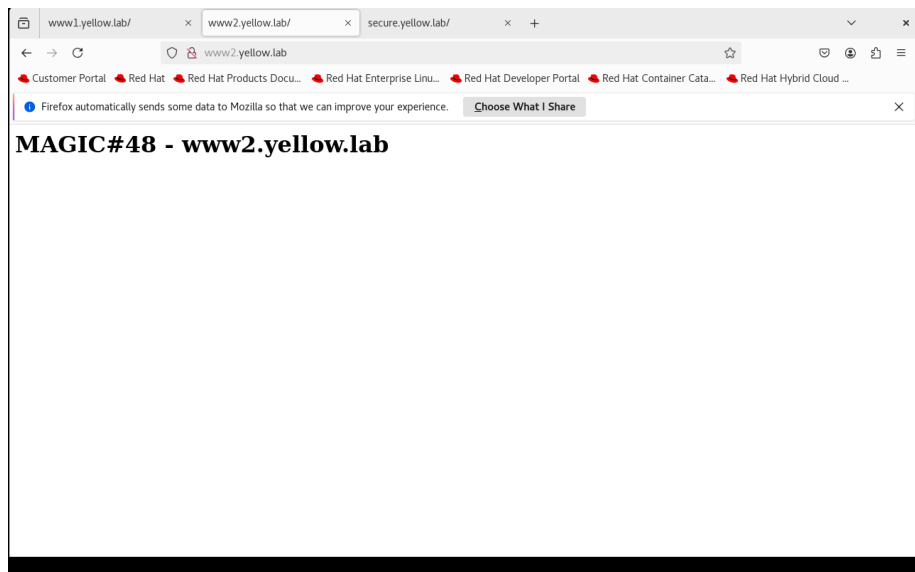 www1.yellow.lab/ www2.yellow.lab/ secure.yellow.lab/
www2.yellow.lab
Customer Portal Red Hat Red Hat Products Docu... Red Hat Enterprise Linu... Red Hat Developer Portal Red Hat Container Cata... Red Hat Hybrid Cloud ...
Firefox automatically sends some data to Mozilla so that we can improve your experience. Choose What I Share
MAGIC#48 - www2.yellow.lab